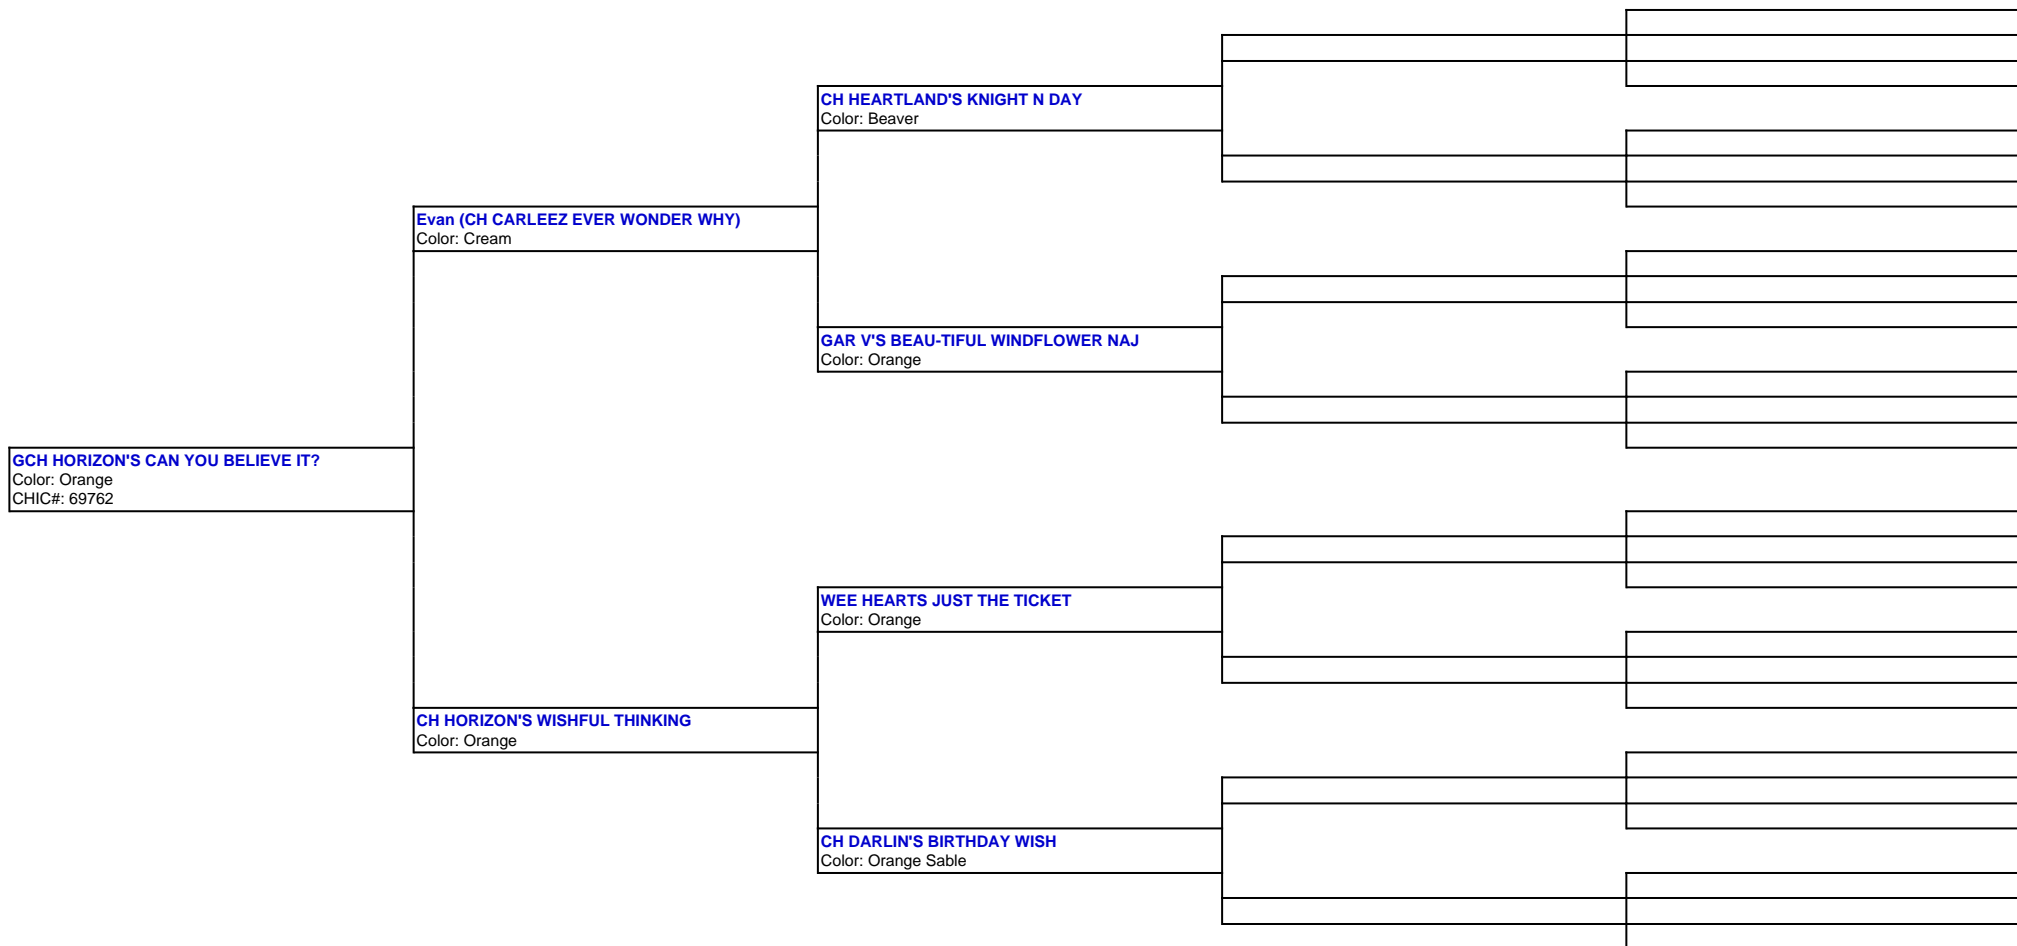 CH HEARTLAND'S KNIGHT N DAY
Color: Beaver
Evan (CH CARLEEZ EVER WONDER WHY)
Color: Cream
GAR V'S BEAU-TIFUL WINDFLOWER NAJ
Color: Orange
GCH HORIZON'S CAN YOU BELIEVE IT?
Color: Orange
CHIC#: 69762
WEE HEARTS JUST THE TICKET
Color: Orange
CH HORIZON'S WISHFUL THINKING
Color: Orange
CH DARLIN'S BIRTHDAY WISH
Color: Orange Sable